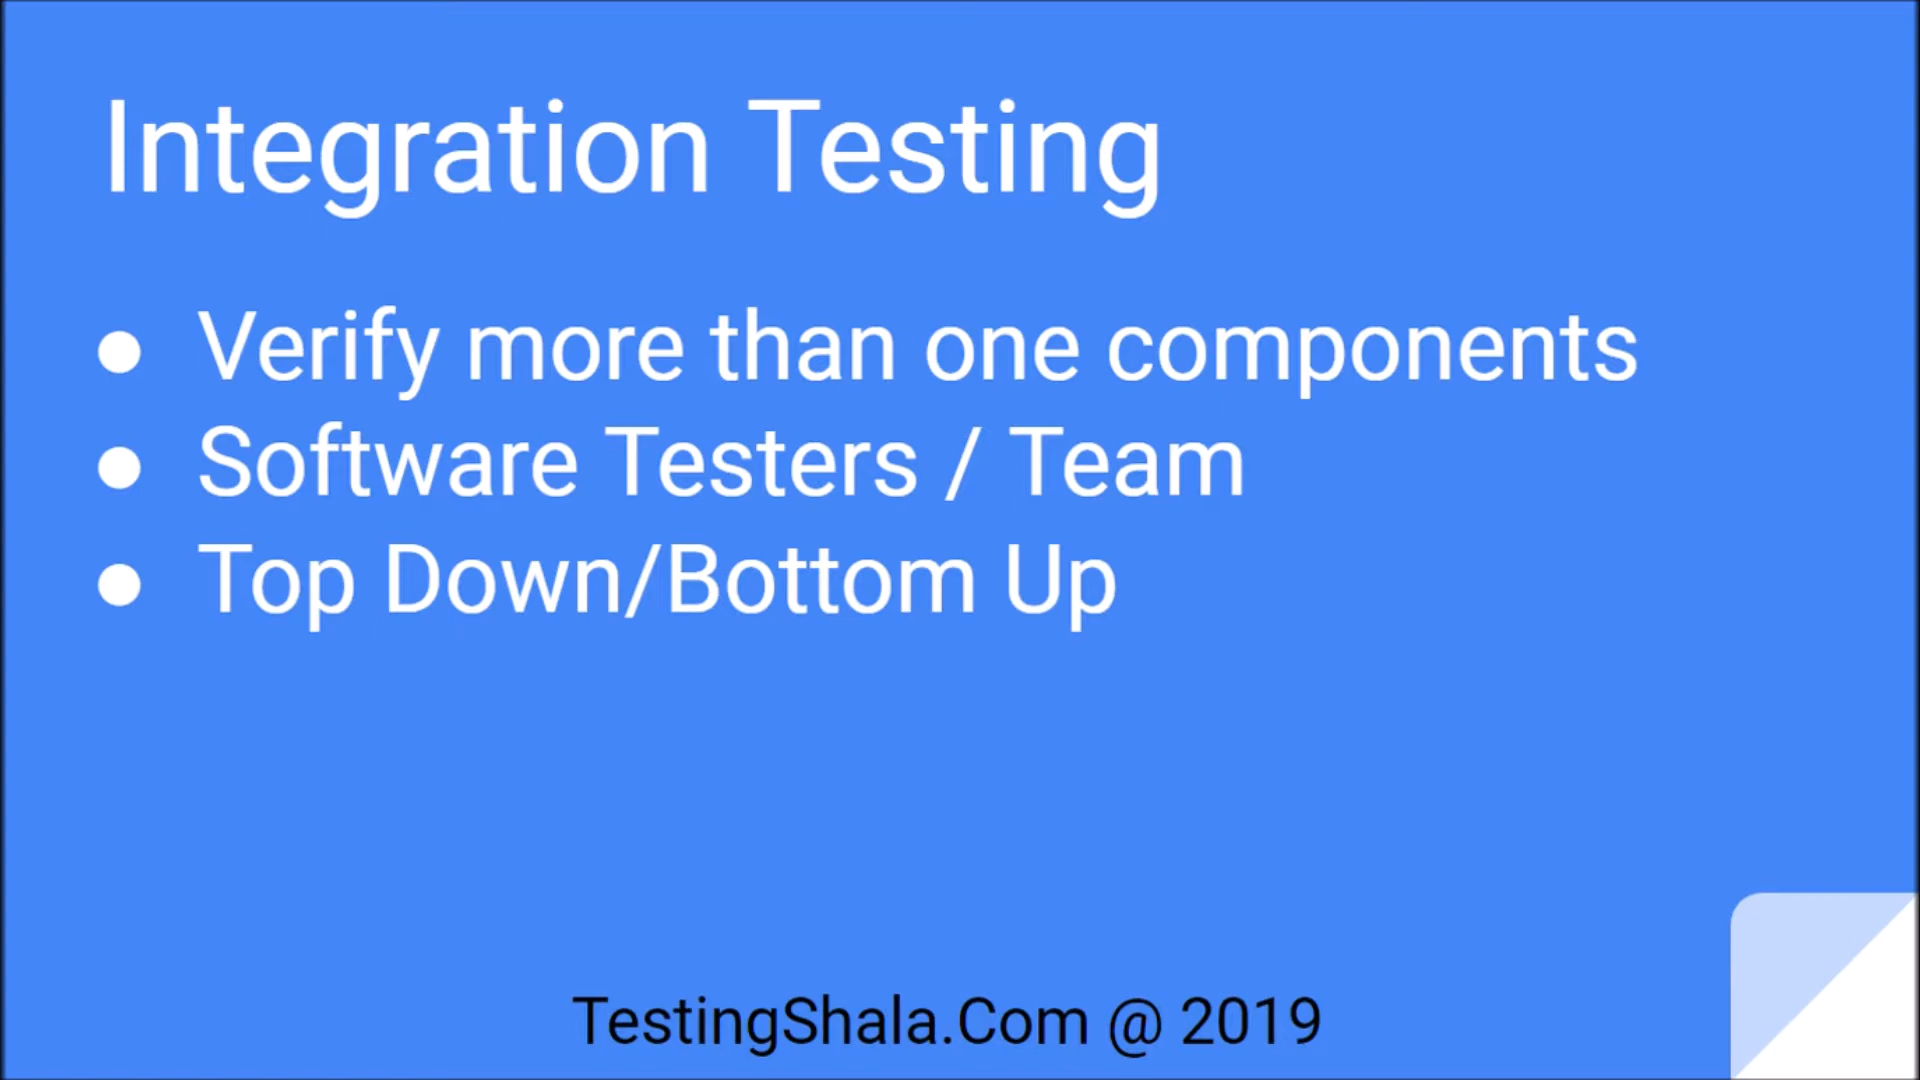 Integration Testing
● Verify more than one components
● Software Testers / Team
● Top Down/Bottom Up
TestingShala.Com @ 2019